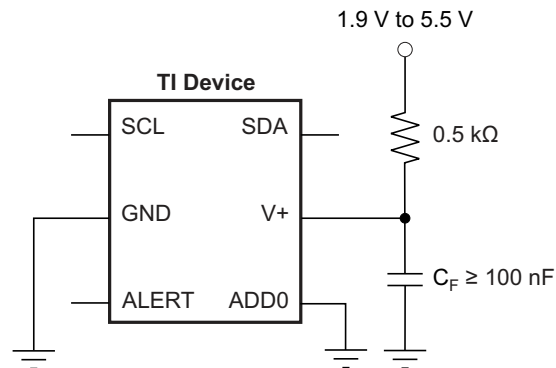 1.9 V to 5.5 V
TI Device
SCL SDA
0.5 kΩ
GND V+
ALERT ADD0
C_F ≥ 100 nF